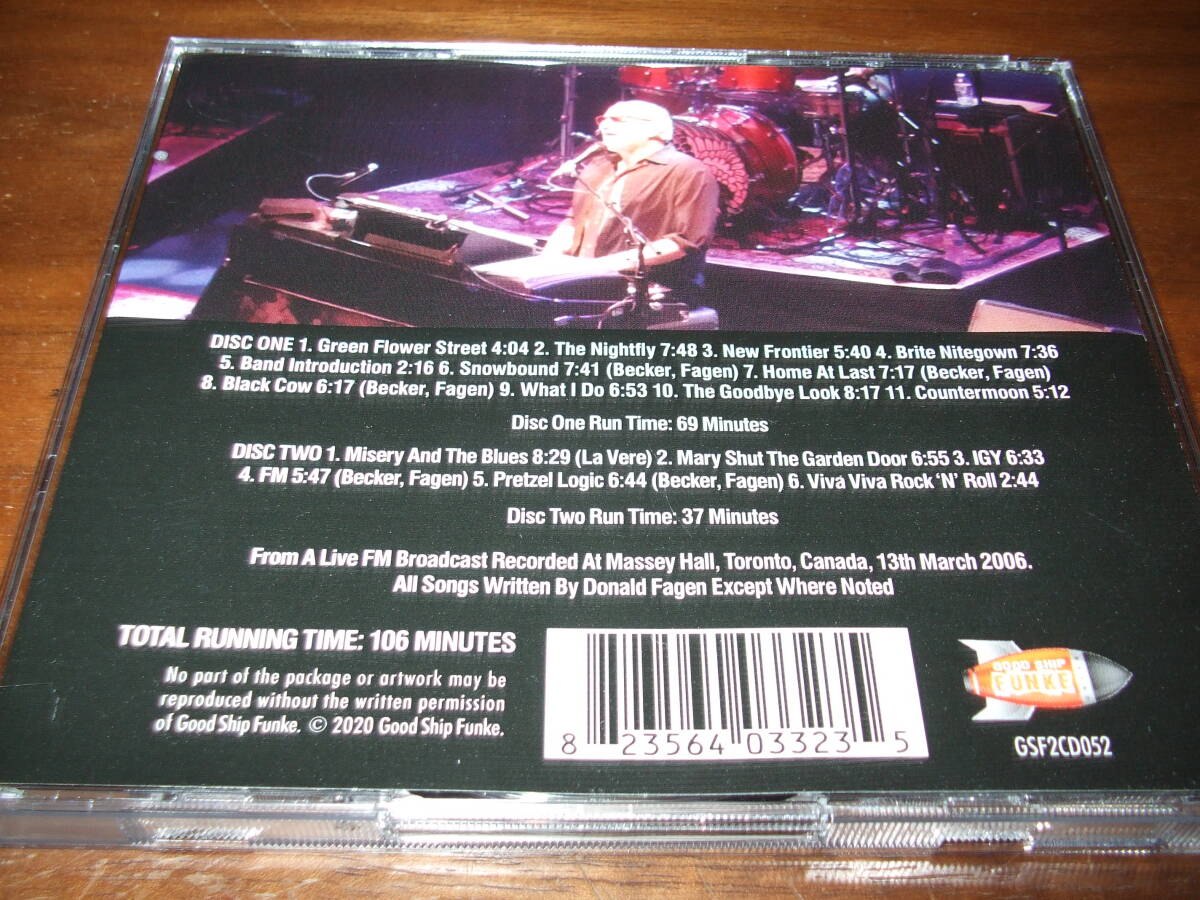 DISC ONE 1. Green Flower Street 4:04 2. The Nightfly 7:48 3. New Frontier 5:40 4. Brite Nitegown 7:36
5. Band Introduction 2:16 6. Snowbound 7:41 (Becker, Fagen) 7. Home At Last 7:17 (Becker, Fagen)
8. Black Cow 6:17 (Becker, Fagen) 9. What I Do 6:53 10. The Goodbye Look 8:17 11. Countermoon 5:12
Disc One Run Time: 69 Minutes
DISC TWO 1. Misery And The Blues 8:29 (La Vere) 2. Mary Shut The Garden Door 6:55 3. IGY 6:33
4. FM 5:47 (Becker, Fagen) 5. Pretzel Logic 6:44 (Becker, Fagen) 6. Viva Viva Rock 'N' Roll 2:44
Disc Two Run Time: 37 Minutes
From A Live FM Broadcast Recorded At Massey Hall, Toronto, Canada, 13th March 2006.
All Songs Written By Donald Fagen Except Where Noted
TOTAL RUNNING TIME: 106 MINUTES
No part of the package or artwork may be
reproduced without the written permission
of Good Ship Funke. © 2020 Good Ship Funke.
8 23564 03323 5
GOOD SHIP
FUNKE
GSF2CD052